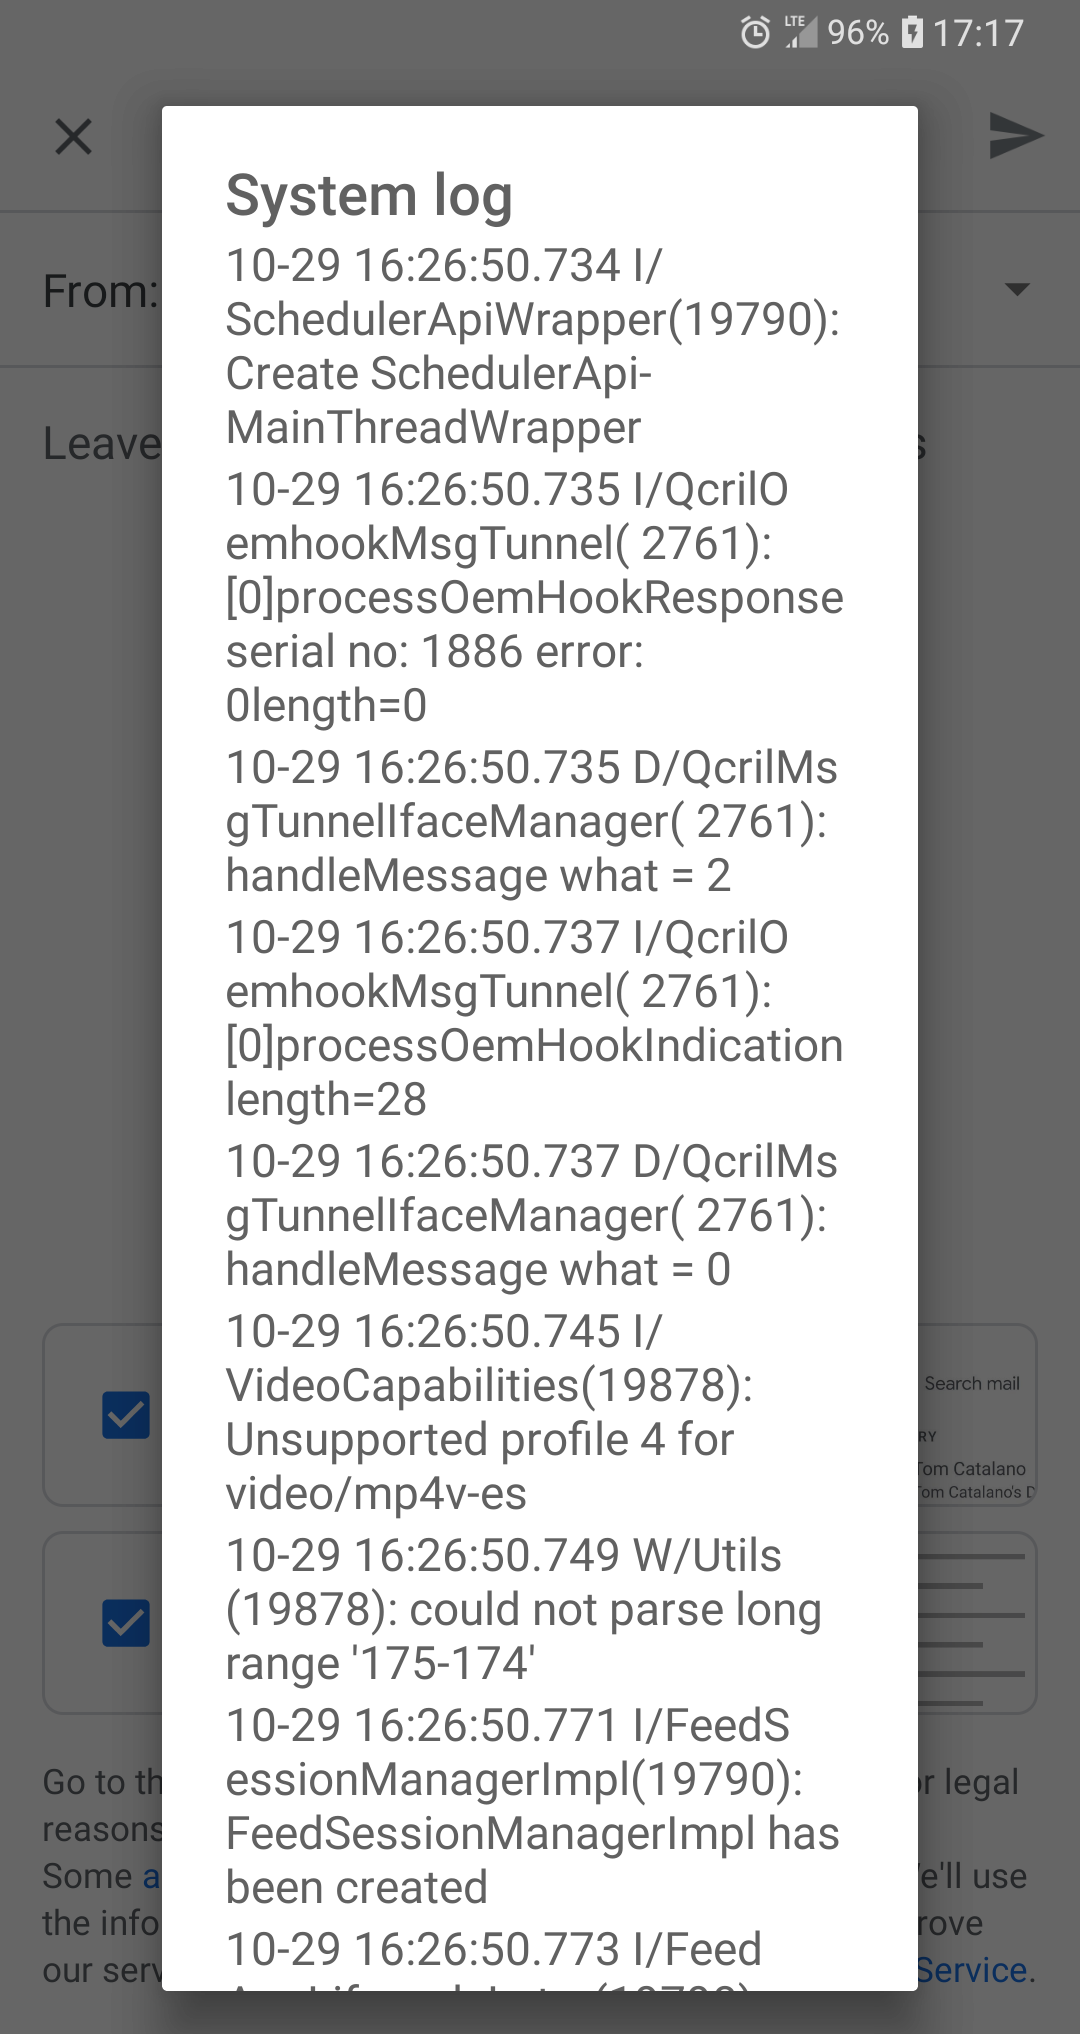 LTE 96% 17:17
System log
10-29 16:26:50.734 I/
SchedulerApiWrapper(19790):
Create SchedulerApi-
MainThreadWrapper
10-29 16:26:50.735 I/QcrilO
emhookMsgTunnel( 2761):
[0]processOemHookResponse
serial no: 1886 error:
0length=0
10-29 16:26:50.735 D/QcrilMs
gTunnelIfaceManager( 2761):
handleMessage what = 2
10-29 16:26:50.737 I/QcrilO
emhookMsgTunnel( 2761):
[0]processOemHookIndication
length=28
10-29 16:26:50.737 D/QcrilMs
gTunnelIfaceManager( 2761):
handleMessage what = 0
10-29 16:26:50.745 I/
VideoCapabilities(19878):
Unsupported profile 4 for
video/mp4v-es
10-29 16:26:50.749 W/Utils
(19878): could not parse long
range '175-174'
10-29 16:26:50.771 I/FeedS
essionManagerImpl(19790):
FeedSessionManagerImpl has
been created
10-29 16:26:50.773 I/Feed
From:
Leave
Search mail
RY
Tom Catalano
Tom Catalano's D
Go to th
or legal
reasons
Some a
e'll use
the info
rove
our serv
Service.